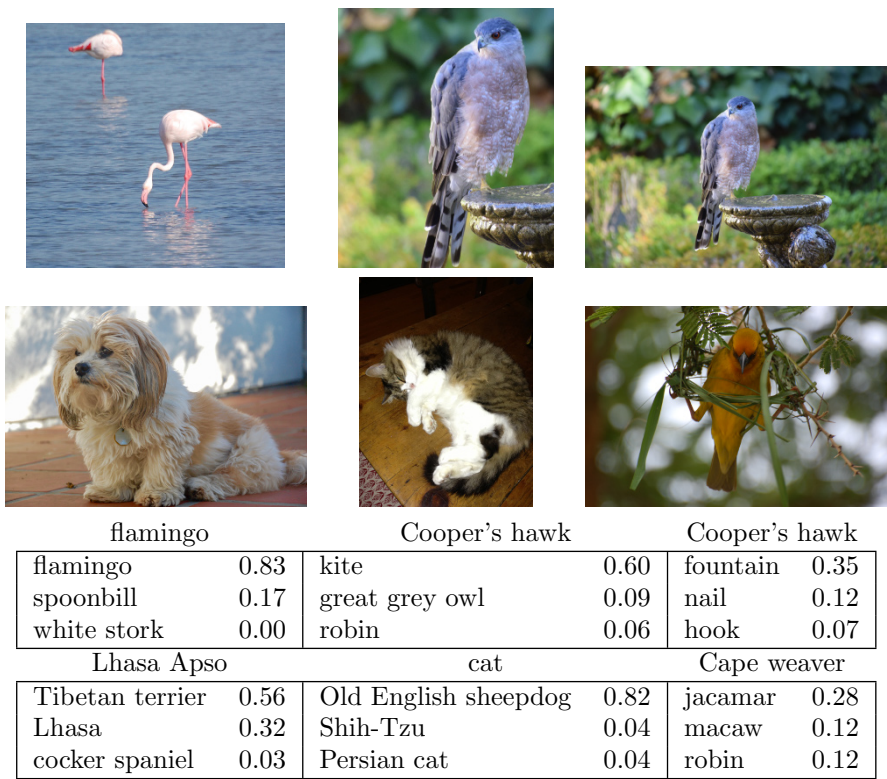 flamingo Cooper's hawk Cooper's hawk
flamingo 0.83 kite 0.60 fountain 0.35
spoonbill 0.17 great grey owl 0.09 nail 0.12
white stork 0.00 robin 0.06 hook 0.07
Lhasa Apso cat Cape weaver
Tibetan terrier 0.56 Old English sheepdog 0.82 jacamar 0.28
Lhasa 0.32 Shih-Tzu 0.04 macaw 0.12
cocker spaniel 0.03 Persian cat 0.04 robin 0.12